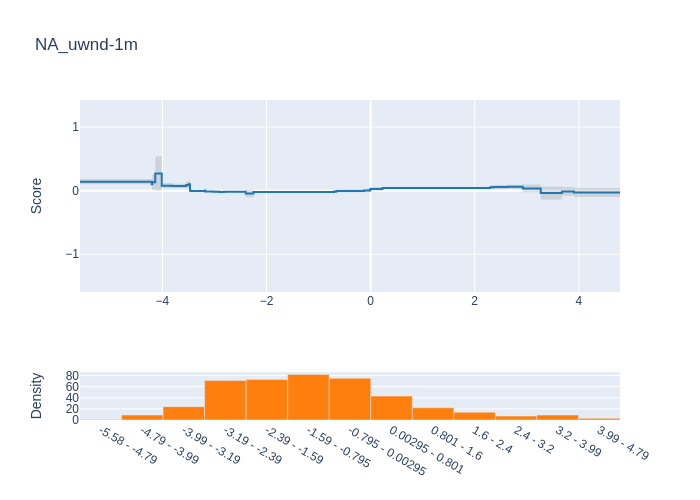 NA_uwnd-1m
1
0
−1
Score
−4
−2
0
2
4
80
60
40
20
0
Density
-5.58 - -4.79
-4.79 - -3.99
-3.99 - -3.19
-3.19 - -2.39
-2.39 - -1.59
-1.59 - -0.795
-0.795 - 0.00295
0.00295 - 0.801
0.801 - 1.6
1.6 - 2.4
2.4 - 3.2
3.2 - 3.99
3.99 - 4.79